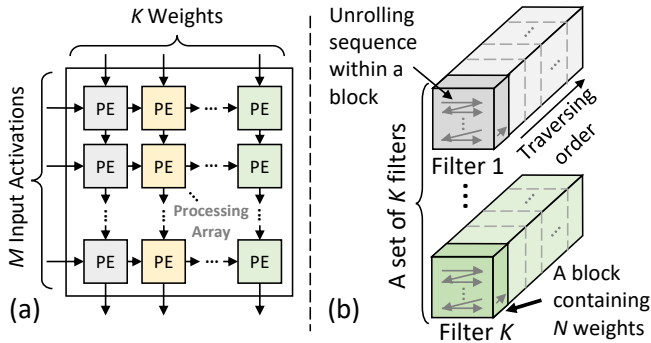 K Weights
M Input Activations
PE
PE
PE
PE
PE
PE
Processing
Array
PE
PE
PE
(a)
Unrolling
sequence
within a
block
A set of K filters
Filter 1
Traversing
order
Filter K
A block
containing
N weights
(b)